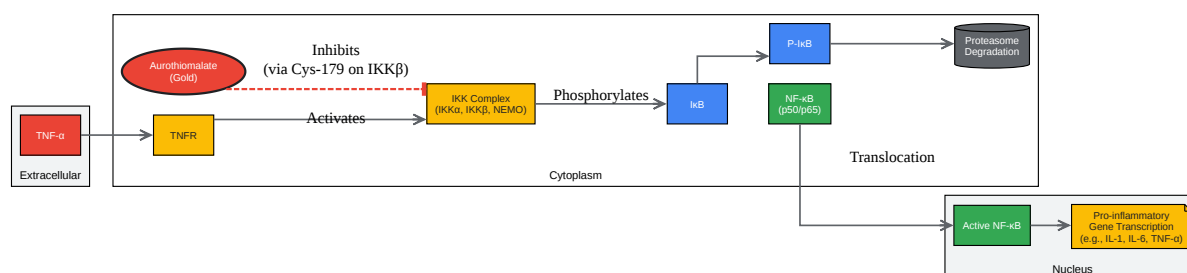 Aurothiomalate
(Gold)
Inhibits
(via Cys-179 on IKKβ)
P-IκB
Proteasome
Degradation
IKK Complex
(IKKα, IKKβ, NEMO)
Phosphorylates
IκB
NF-κB
(p50/p65)
TNF-α
TNFR
Activates
Translocation
Extracellular
Cytoplasm
Active NF-κB
Pro-inflammatory
Gene Transcription
(e.g., IL-1, IL-6, TNF-α)
Nucleus